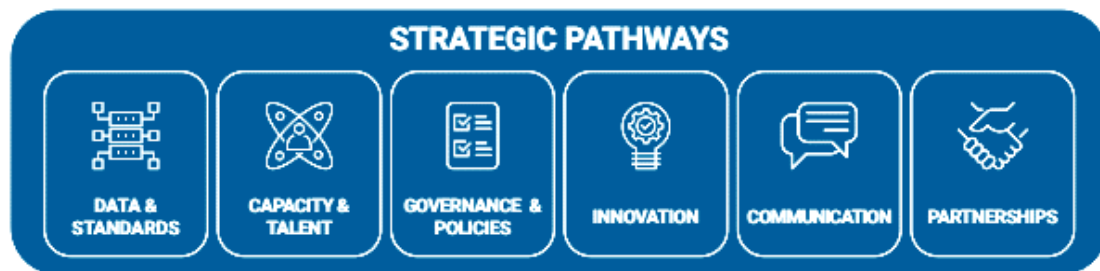 STRATEGIC PATHWAYS
DATA &
STANDARDS
CAPACITY &
TALENT
GOVERNANCE &
POLICIES
INNOVATION
COMMUNICATION
PARTNERSHIPS